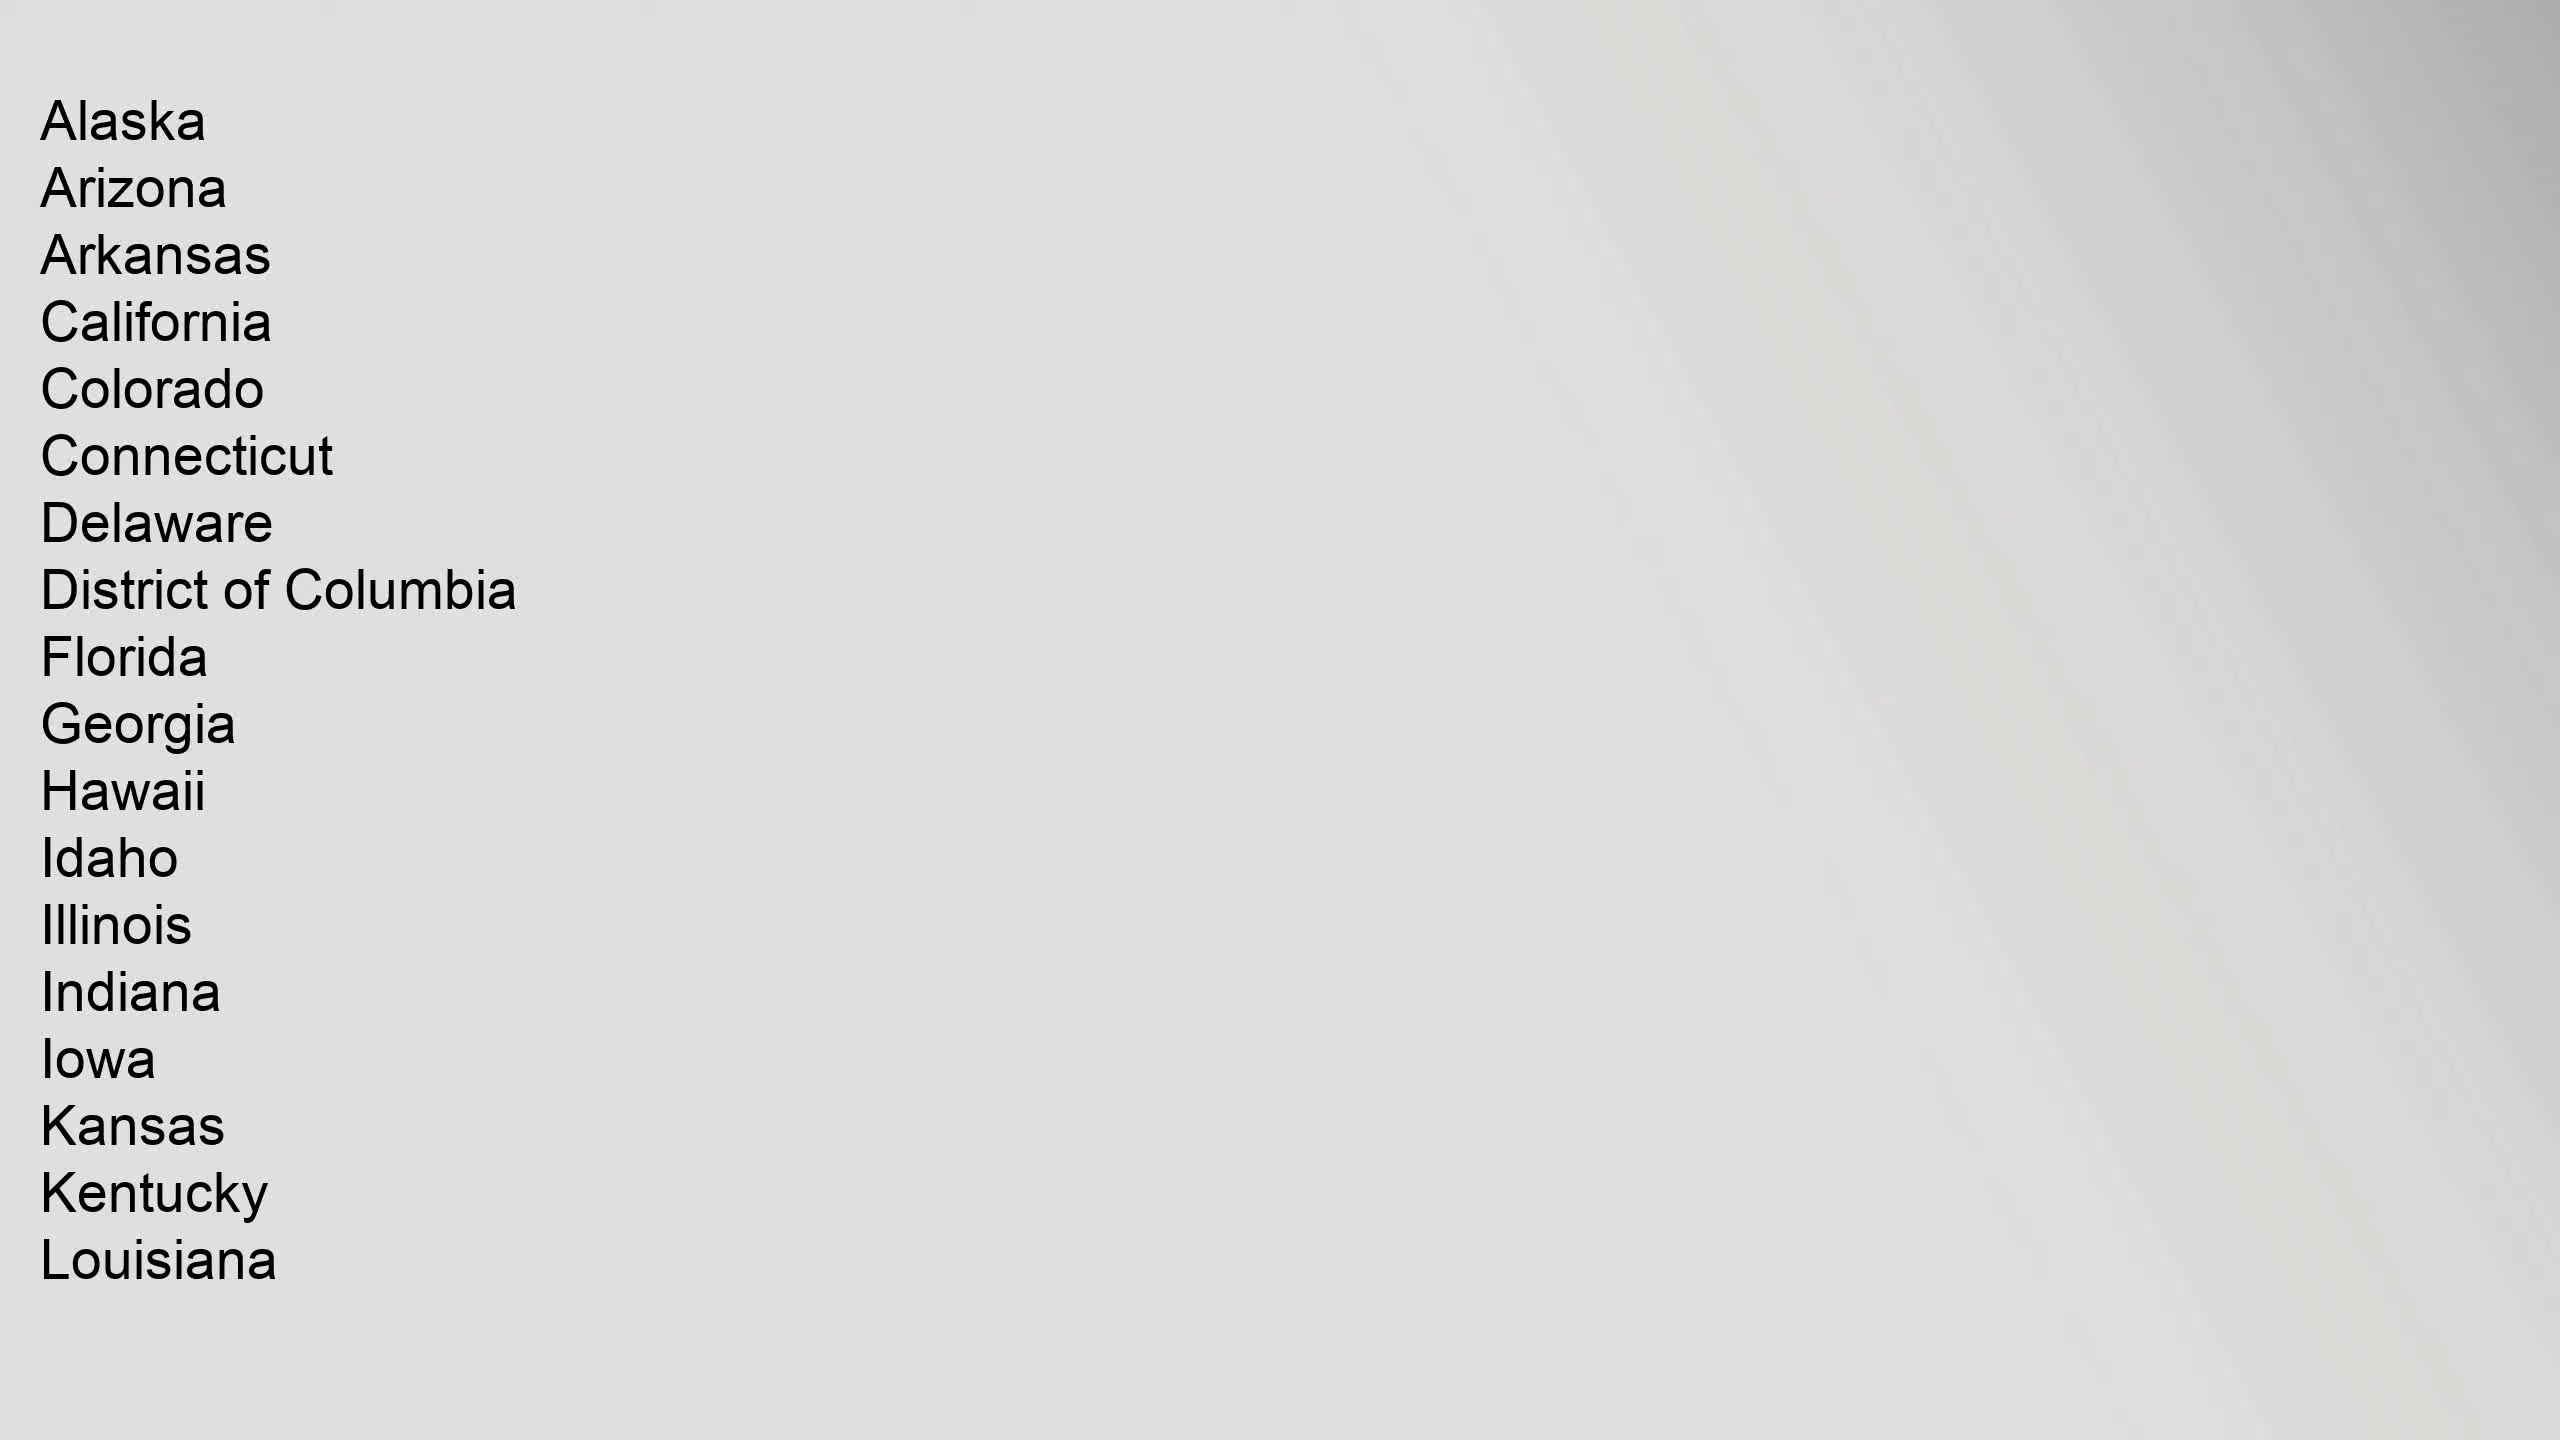 Alaska
Arizona
Arkansas
California
Colorado
Connecticut
Delaware
District of Columbia
Florida
Georgia
Hawaii
Idaho
Illinois
Indiana
Iowa
Kansas
Kentucky
Louisiana